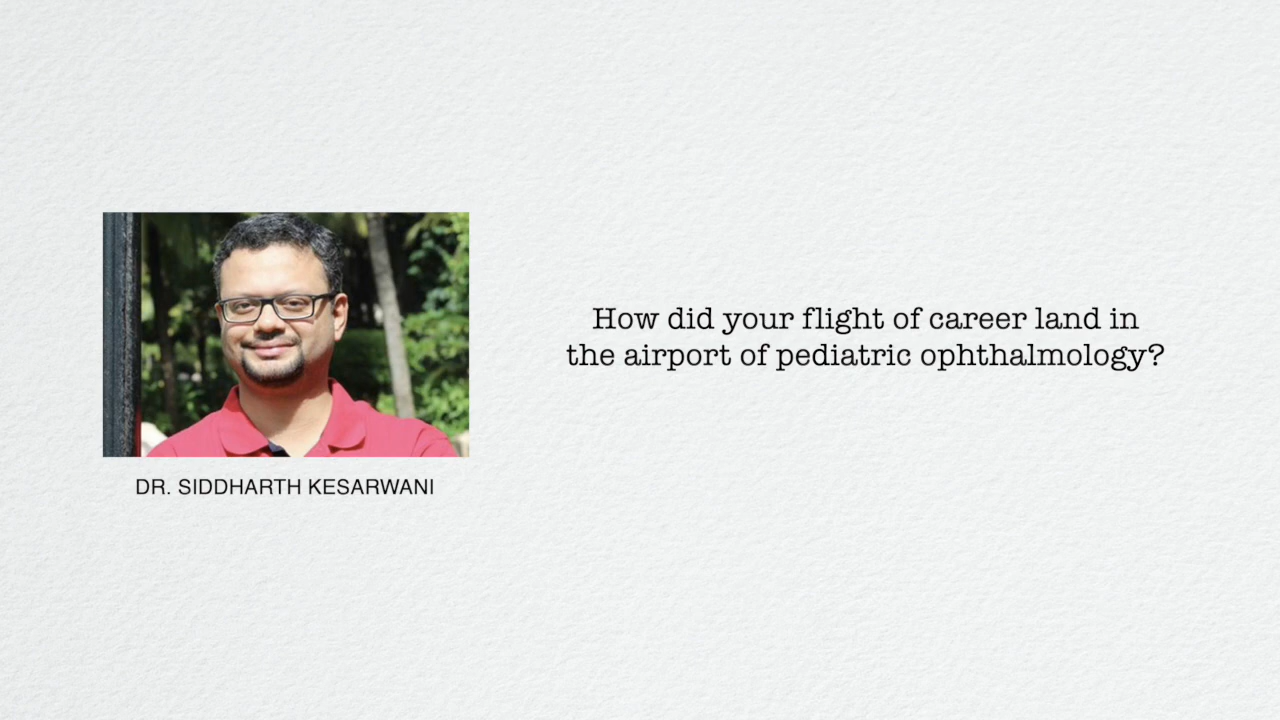 How did your flight of career land in
the airport of pediatric ophthalmology?
DR. SIDDHARTH KESARWANI